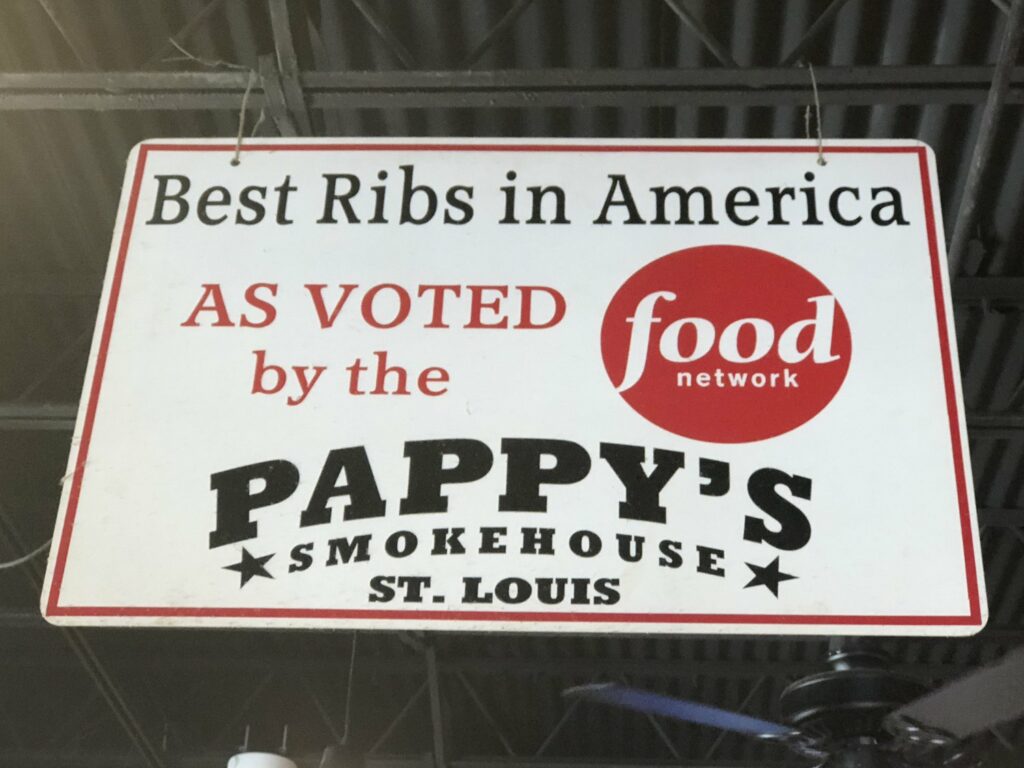 Best Ribs in America
AS VOTED
by the
food
network
PAPPY'S
SMOKEHOUSE
ST. LOUIS